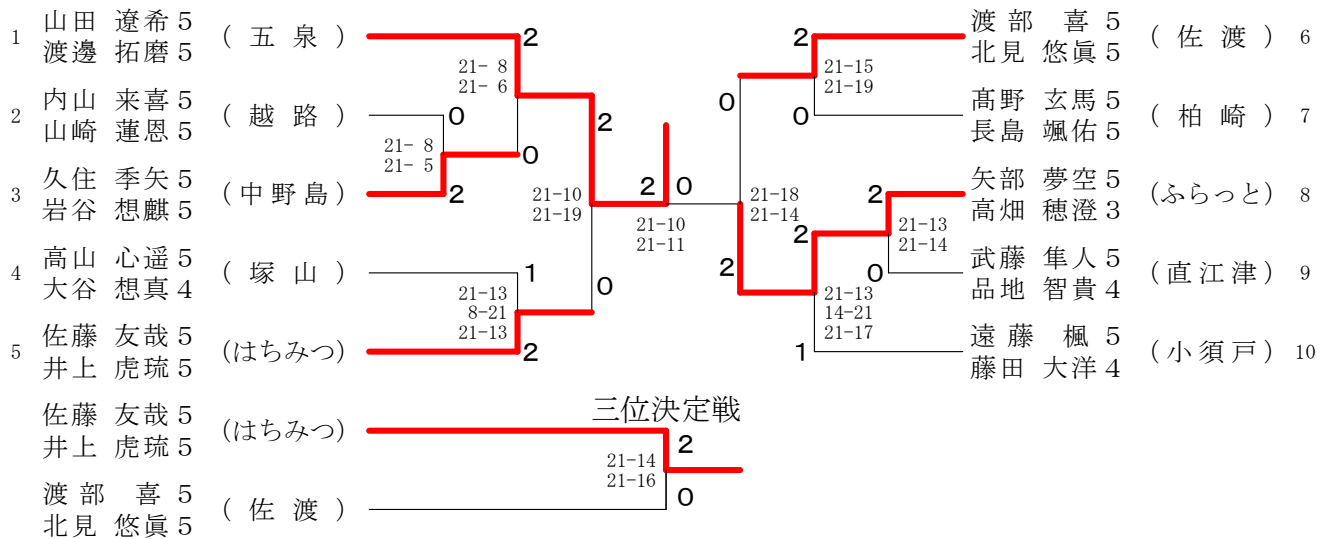 1 山田 遼希 5 (五泉)
渡邊 拓磨 5
2
21- 8
21- 6
2 内山 来喜 5 (越路)
山崎 蓮恩 5
0
21- 8
21- 5
0
3 久住 季矢 5 (中野島)
岩谷 想麒 5
2
2
21-10
21-19
4 高山 心遥 5 (塚山)
大谷 想真 4
1
21-13
8-21
21-13
0
5 佐藤 友哉 5 (はちみつ)
井上 虎琉 5
2
2 0
21-10
21-11
渡部 喜 5 (佐渡) 6
北見 悠眞 5
2
21-15
21-19
0
髙野 玄馬 5 (柏崎) 7
長島 颯佑 5
0
21-18
21-14
矢部 夢空 5 (ふらっと) 8
高畑 穂澄 3
2
21-13
21-14
2
武藤 隼人 5 (直江津) 9
品地 智貴 4
0
2
21-13
14-21
21-17
遠藤 楓 5 (小須戸) 10
藤田 大洋 4
1
三位決定戦
佐藤 友哉 5 (はちみつ)
井上 虎琉 5
2
21-14
21-16
渡部 喜 5 (佐渡)
北見 悠眞 5
0